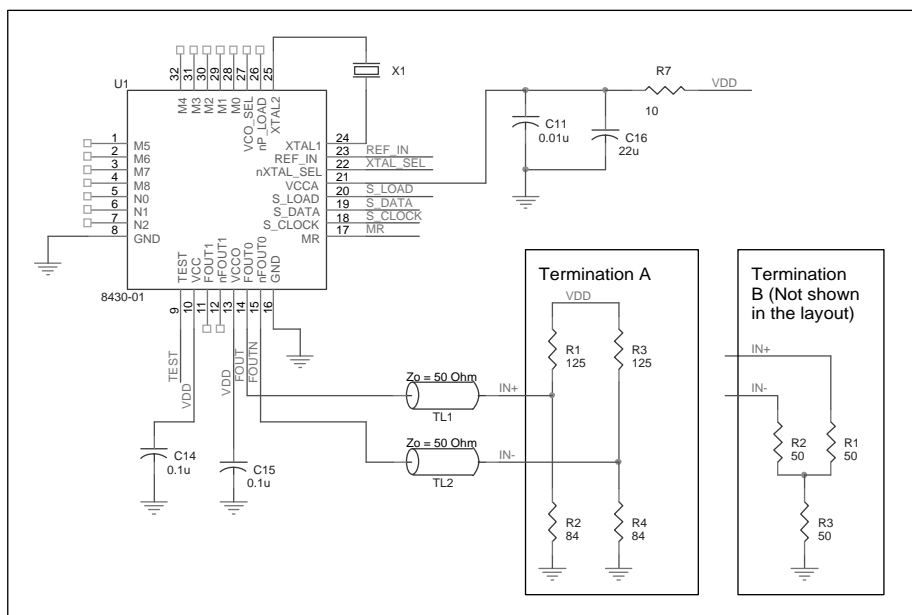 U1
32
31
30
29
28
27
26
25
M4
M3
M2
M1
M0
VCO_SEL
nP_LOAD
XTAL2
X1
1
2
3
4
5
6
7
8
M5
M6
M7
M8
N0
N1
N2
GND
XTAL1
REF_IN
nXTAL_SEL
VCCA
S_LOAD
S_DATA
S_CLOCK
MR
24
23
22
21
20
19
18
17
REF_IN
XTAL_SEL
S_LOAD
S_DATA
S_CLOCK
MR
TEST
VCC
FOUT1
nFOUT1
VCCO
FOUT0
nFOUT0
GND
8430-01
9
10
11
12
13
14
15
16
TEST
VDD
VDD
FOUT
FOUTN
C14
0.1u
C15
0.1u
R7
VDD
10
C11
0.01u
C16
22u
Zo = 50 Ohm
IN+
TL1
Zo = 50 Ohm
IN-
TL2
Termination A
VDD
R1
125
R3
125
R2
84
R4
84
Termination
B (Not shown
in the layout)
IN+
IN-
R2
50
R1
50
R3
50